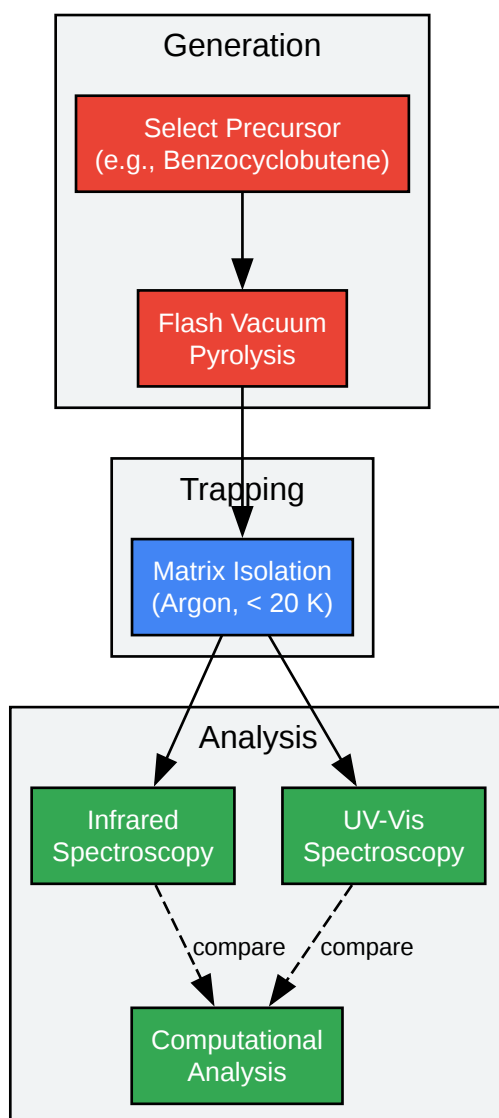 Generation
Select Precursor
(e.g., Benzocyclobutene)
Flash Vacuum
Pyrolysis
Trapping
Matrix Isolation
(Argon, < 20 K)
Analysis
Infrared
Spectroscopy
UV-Vis
Spectroscopy
compare
compare
Computational
Analysis